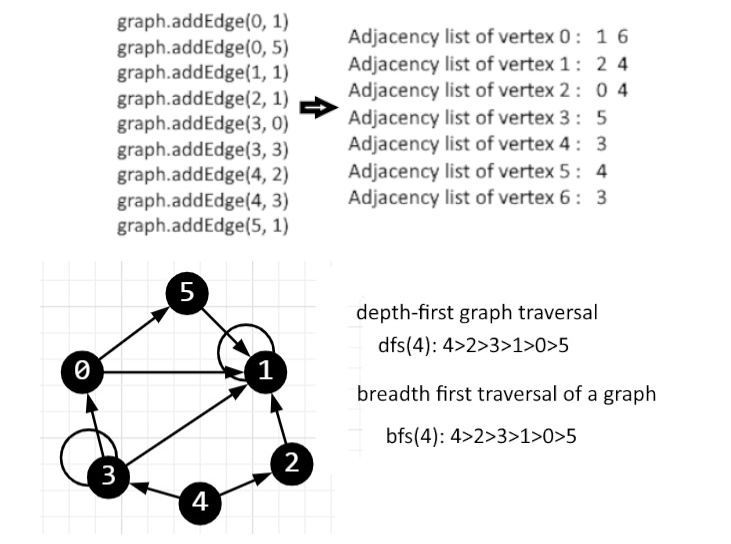 graph.addEdge(0, 1)
graph.addEdge(0, 5)
graph.addEdge(1, 1)
graph.addEdge(2, 1)
graph.addEdge(3, 0)
graph.addEdge(3, 3)
graph.addEdge(4, 2)
graph.addEdge(4, 3)
graph.addEdge(5, 1)
Adjacency list of vertex 0 : 1 6
Adjacency list of vertex 1 : 2 4
Adjacency list of vertex 2 : 0 4
Adjacency list of vertex 3 : 5
Adjacency list of vertex 4 : 3
Adjacency list of vertex 5 : 4
Adjacency list of vertex 6 : 3
5
0
1
3
2
4
depth-first graph traversal
dfs(4): 4>2>3>1>0>5
breadth first traversal of a graph
bfs(4): 4>2>3>1>0>5